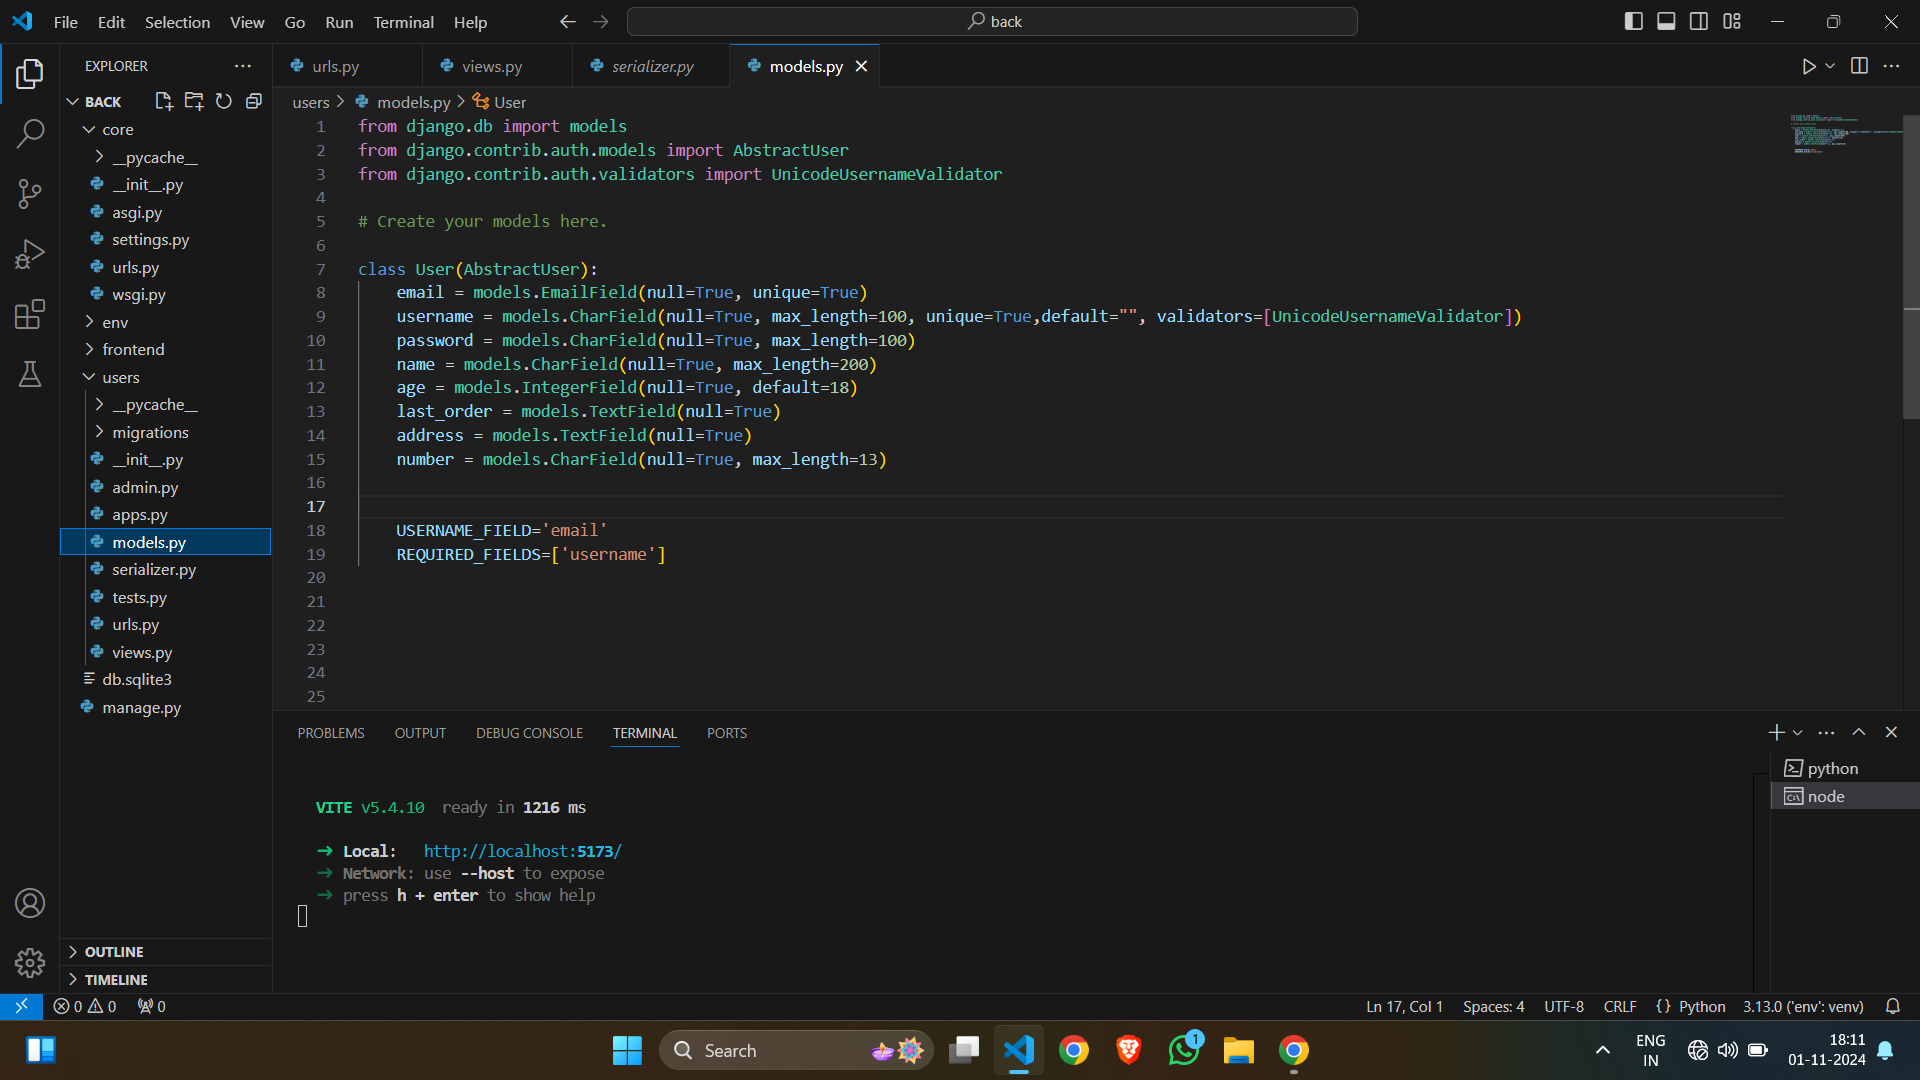 File Edit Selection View Go Run Terminal Help
back
EXPLORER
BACK
core
__pycache__
__init__.py
asgi.py
settings.py
urls.py
wsgi.py
env
frontend
users
__pycache__
migrations
__init__.py
admin.py
apps.py
models.py
serializer.py
tests.py
urls.py
views.py
db.sqlite3
manage.py
OUTLINE
TIMELINE
urls.py views.py serializer.py models.py
users > models.py > User
1 from django.db import models
2 from django.contrib.auth.models import AbstractUser
3 from django.contrib.auth.validators import UnicodeUsernameValidator
4
5 # Create your models here.
6
7 class User(AbstractUser):
8     email = models.EmailField(null=True, unique=True)
9     username = models.CharField(null=True, max_length=100, unique=True,default="", validators=[UnicodeUsernameValidator])
10     password = models.CharField(null=True, max_length=100)
11     name = models.CharField(null=True, max_length=200)
12     age = models.IntegerField(null=True, default=18)
13     last_order = models.TextField(null=True)
14     address = models.TextField(null=True)
15     number = models.CharField(null=True, max_length=13)
16
17
18     USERNAME_FIELD='email'
19     REQUIRED_FIELDS=['username']
20
21
22
23
24
25
PROBLEMS OUTPUT DEBUG CONSOLE TERMINAL PORTS
python
node
VITE v5.4.10 ready in 1216 ms
➜ Local: http://localhost:5173/
➜ Network: use --host to expose
➜ press h + enter to show help
0 0 0
Ln 17, Col 1 Spaces: 4 UTF-8 CRLF {} Python 3.13.0 ('env': venv)
Search
1
ENG
IN
18:11
01-11-2024